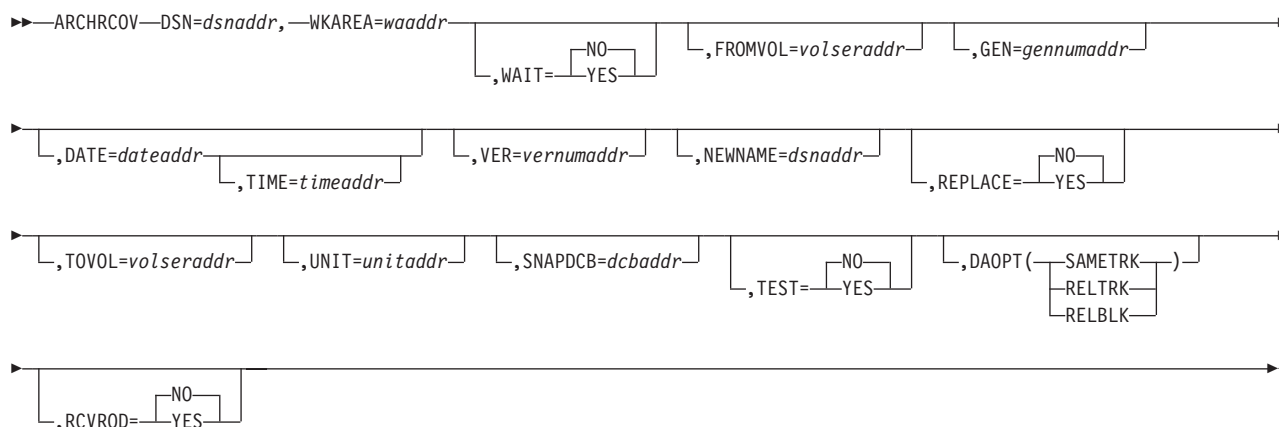 ARCHRCOV DSN=dsnaddr, WKAREA=waaddr
,WAIT= NO
YES
,FROMVOL=volseraddr
,GEN=gennumaddr
,DATE=dateaddr
,TIME=timeaddr
,VER=vernumaddr
,NEWNAME=dsnaddr
,REPLACE= NO
YES
,TOVOL=volseraddr
,UNIT=unitaddr
,SNAPDCB=dcbaddr
,TEST= NO
YES
,DAOPT( SAMETRK )
RELTRK
RELBLK
,RCVROD= NO
YES